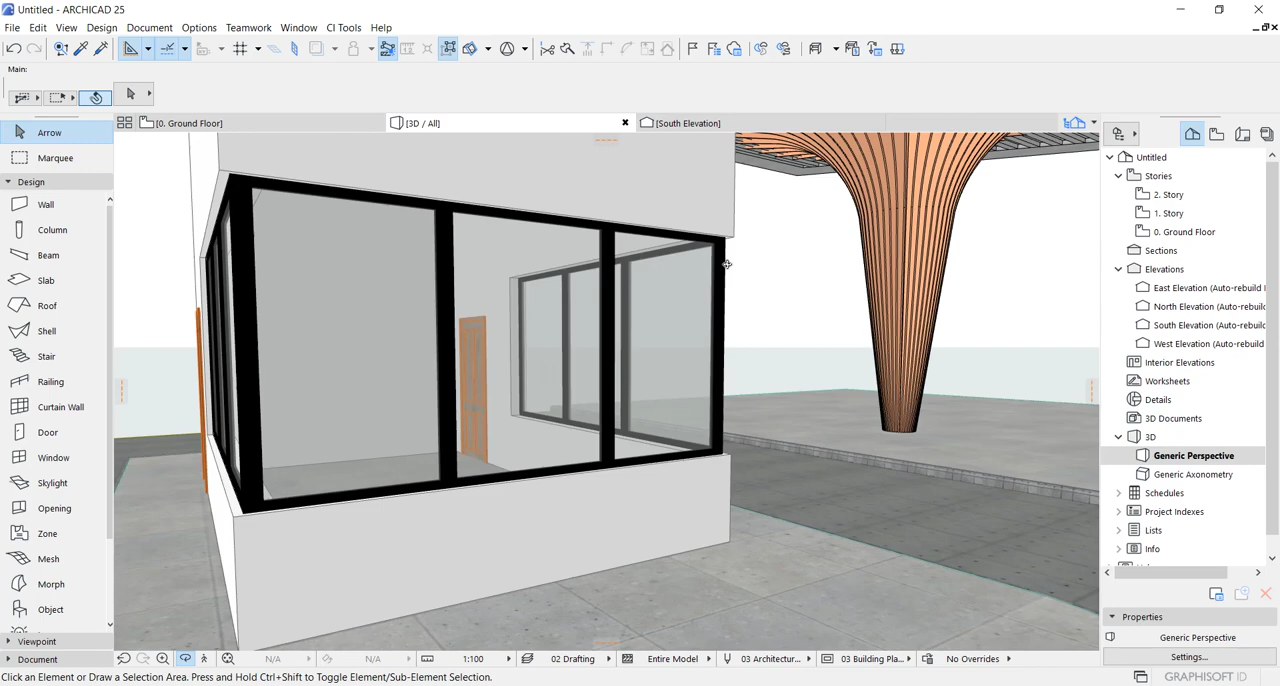 Untitled - ARCHICAD 25
File Edit View Design Document Options Teamwork Window CI Tools Help
Main:
[0. Ground Floor]
[3D / All]
[South Elevation]
Arrow
Marquee
Design
Wall
Column
Beam
Slab
Roof
Shell
Stair
Railing
Curtain Wall
Door
Window
Skylight
Opening
Zone
Mesh
Morph
Object
Viewpoint
Document
Untitled
Stories
2. Story
1. Story
0. Ground Floor
Sections
Elevations
East Elevation (Auto-rebuild
North Elevation (Auto-rebuild
South Elevation (Auto-rebuild
West Elevation (Auto-rebuild
Interior Elevations
Worksheets
Details
3D Documents
3D
Generic Perspective
Generic Axonometry
Schedules
Project Indexes
Lists
Info
Properties
Generic Perspective
Settings...
N/A N/A 1:100 02 Drafting Entire Model 03 Architectur... 03 Building Pla... No Overrides
Click an Element or Draw a Selection Area. Press and Hold Ctrl+Shift to Toggle Element/Sub-Element Selection.
GRAPHISOFT ID